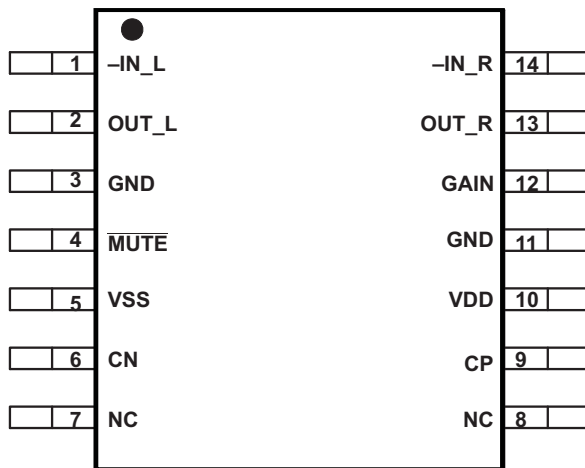 1 –IN_L –IN_R 14
2 OUT_L OUT_R 13
3 GND GAIN 12
4 MUTE GND 11
5 VSS VDD 10
6 CN CP 9
7 NC NC 8